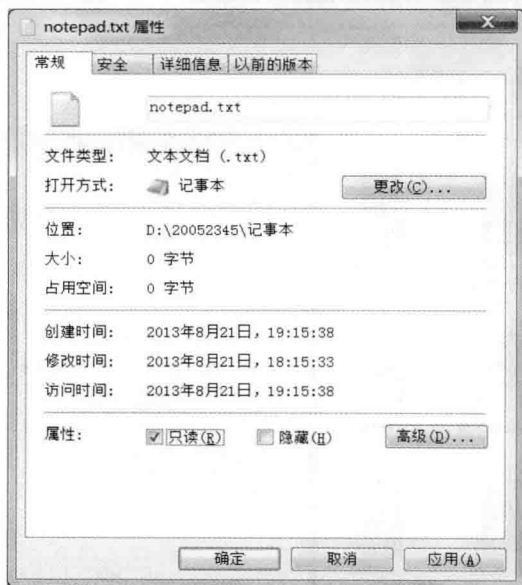 notepad.txt 属性
常规 安全 详细信息 以前的版本
notepad.txt
文件类型: 文本文档 (.txt)
打开方式: 记事本 更改(C)...
位置: D:\20052345\记事本
大小: 0 字节
占用空间: 0 字节
创建时间: 2013年8月21日，19:15:38
修改时间: 2013年8月21日，18:15:33
访问时间: 2013年8月21日，19:15:38
属性: 只读(R) 隐藏(H) 高级(D)...
确定 取消 应用(A)